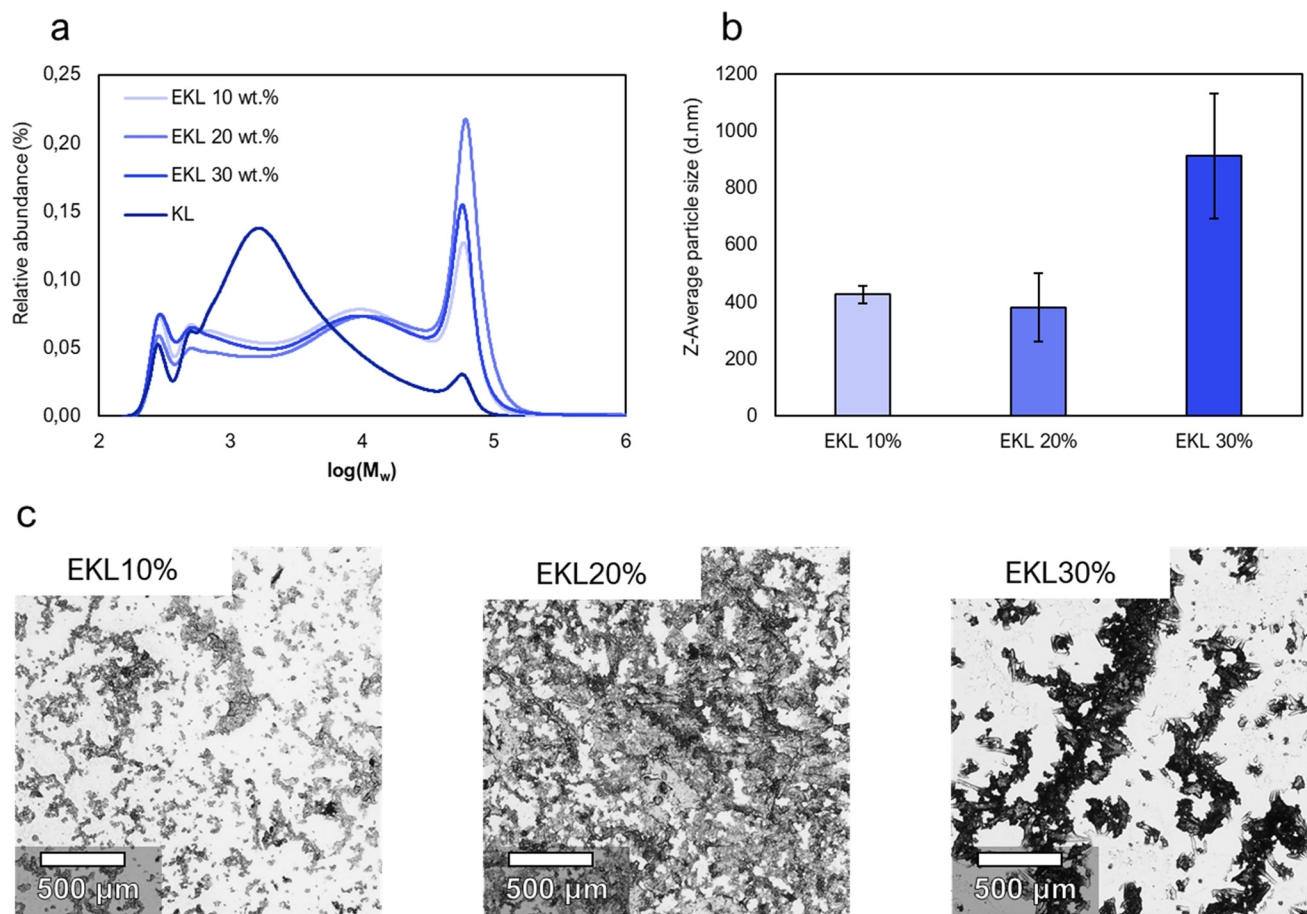 a
Relative abundance (%)
0,25
0,20
0,15
0,10
0,05
0,00
EKL 10 wt.%
EKL 20 wt.%
EKL 30 wt.%
KL
2 3 4 5 6
log(Mw)
b
Z-Average particle size (d.nm)
1200
1000
800
600
400
200
0
EKL 10% EKL 20% EKL 30%
c
EKL10%
500 μm
EKL20%
500 μm
EKL30%
500 μm